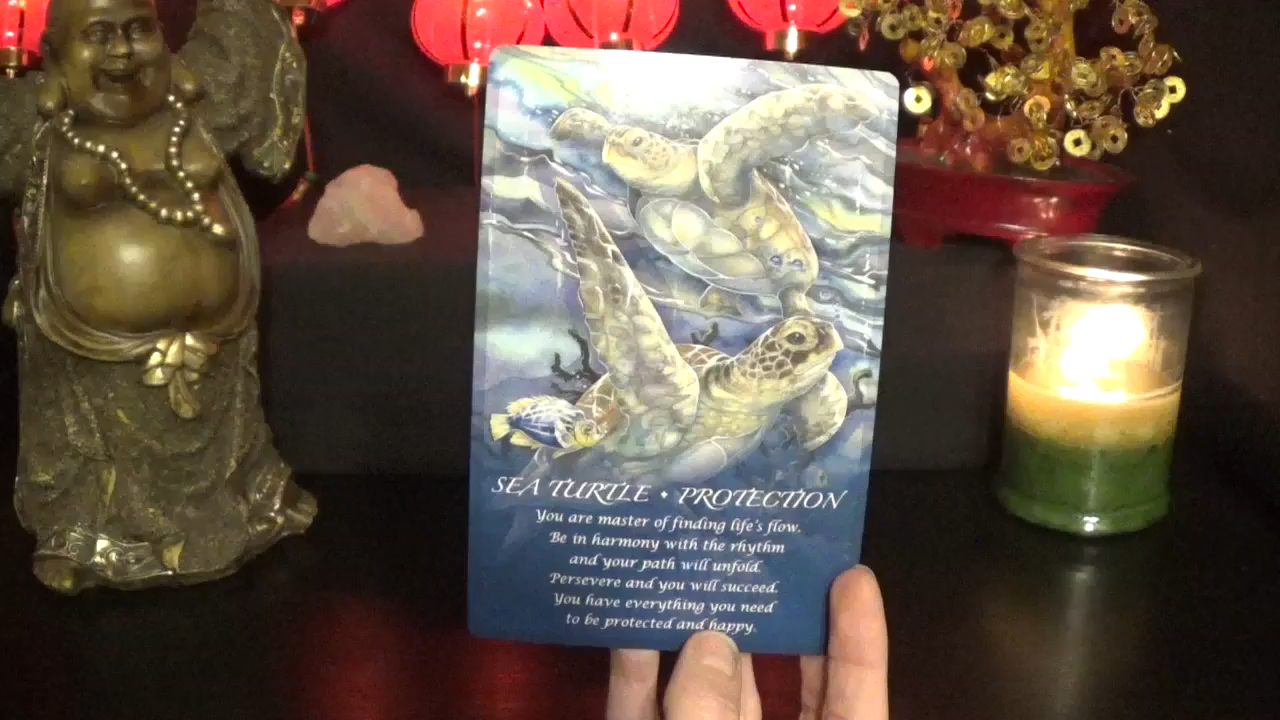 SEA TURTLE • PROTECTION
You are master of finding life's flow.
Be in harmony with the rhythm
and your path will unfold.
Persevere and you will succeed.
You have everything you need
to be protected and happy.